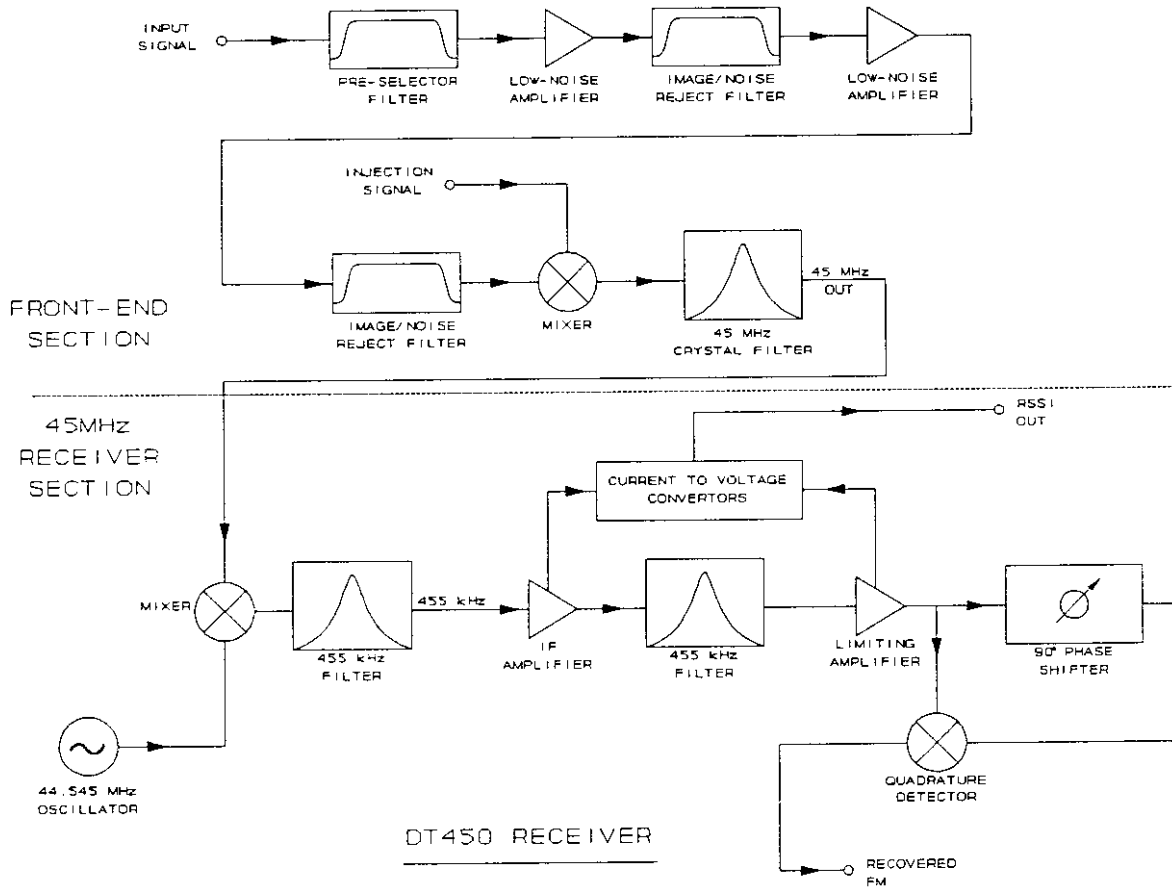 INPUT
SIGNAL
PRE-SELECTOR
FILTER
LOW-NOISE
AMPLIFIER
IMAGE/NOISE
REJECT FILTER
LOW-NOISE
AMPLIFIER
INJECTION
SIGNAL
IMAGE/NOISE
REJECT FILTER
MIXER
45 MHz
CRYSTAL FILTER
45 MHz
OUT
FRONT-END
SECTION
45MHz
RECEIVER
SECTION
RSSI
OUT
CURRENT TO VOLTAGE
CONVERTORS
MIXER
455 kHz
FILTER
455 kHz
IF
AMPLIFIER
455 kHz
FILTER
LIMITING
AMPLIFIER
90° PHASE
SHIFTER
44.545 MHz
OSCILLATOR
QUADRATURE
DETECTOR
DT450 RECEIVER
RECOVERED
FM